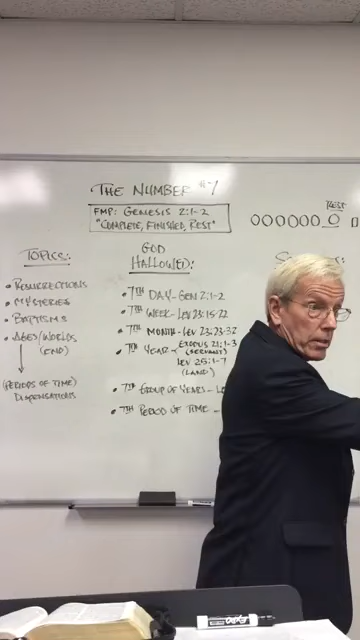 THE NUMBER #7
FMP: GENESIS 2:1-2
"COMPLETE, FINISHED, REST"
REST
OOOOOOO
TOPICS:
• RESURRECTIONS
• MYSTERIES
• BAPTISMS
• AGES/WORLDS
(END)
(PERIODS OF TIME)
DISPENSATIONS
GOD
HALLOWED:
• 7TH DAY - GEN 2:1-2
• 7TH WEEK - LEV 23:15-22
• 7TH MONTH - LEV 23:23-32
• 7TH YEAR - EXODUS 21:1-3
(SERVANT)
LEV 25:1-7
(LAND)
• 7TH GROUP OF YEARS - LE
• 7TH PERIOD OF TIME -
EXPO